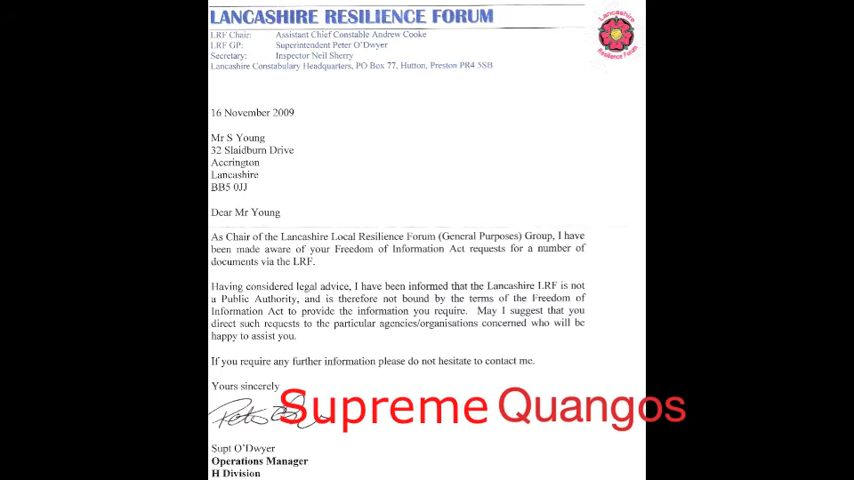 LANCASHIRE RESILIENCE FORUM
LRF Chair: Assistant Chief Constable Andrew Cooke
LRF GP: Superintendent Peter O'Dwyer
Secretary: Inspector Neil Sherry
Lancashire Constabulary Headquarters, PO Box 77, Hutton, Preston PR4 5SB
Lancashire
Resilience Forum
16 November 2009
Mr S Young
32 Slaidburn Drive
Accrington
Lancashire
BB5 0JJ
Dear Mr Young
As Chair of the Lancashire Local Resilience Forum (General Purposes) Group, I have
been made aware of your Freedom of Information Act requests for a number of
documents via the LRF.
Having considered legal advice, I have been informed that the Lancashire LRF is not
a Public Authority, and is therefore not bound by the terms of the Freedom of
Information Act to provide the information you require. May I suggest that you
direct such requests to the particular agencies/organisations concerned who will be
happy to assist you.
If you require any further information please do not hesitate to contact me.
Yours sincerely
Peter
Supreme Quangos
Supt O'Dwyer
Operations Manager
H Division